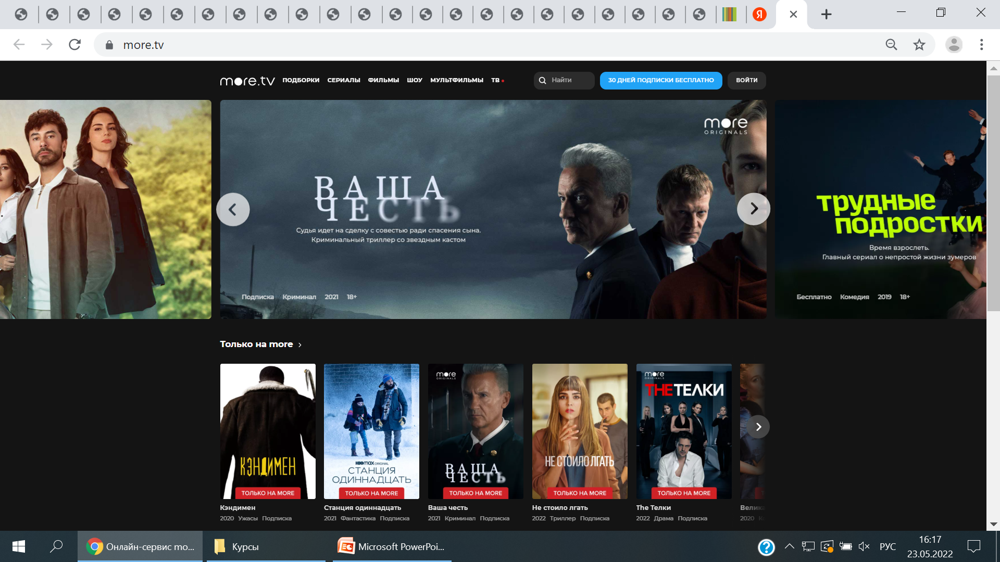 Я
more.tv
more.tv ПОДБОРКИ СЕРИАЛЫ ФИЛЬМЫ ШОУ МУЛЬТФИЛЬМЫ ТВ Найти 30 ДНЕЙ ПОДПИСКИ БЕСПЛАТНО ВОЙТИ
more
ORIGINALS
ВАША
ЧЕСТЬ
Судья идет на сделку с совестью ради спасения сына.
Криминальный триллер со звездным кастом
Подписка Криминал 2021 18+
трудные
подростки
Время взрослеть.
Главный сериал о непростой жизни зумеров
Бесплатно Комедия 2019 18+
Только на more
КЭНДИМЕН
ТОЛЬКО НА MORE
Кэндимен
2020 Ужасы Подписка
HBOMAX ORIGINAL
СТАНЦИЯ
ОДИННАДЦАТЬ
ТОЛЬКО НА MORE
Станция одиннадцать
2021 Фантастика Подписка
more
ORIGINALS
ВАША
ЧЕСТЬ
ТОЛЬКО НА MORE
Ваша честь
2021 Криминал Подписка
НЕ СТОИЛО ЛГАТЬ
ТОЛЬКО НА MORE
Не стоило лгать
2022 Триллер Подписка
more
ORIGINALS
THE ТЕЛКИ
ТОЛЬКО НА MORE
The Телки
2022 Драма Подписка
Велика
2020
Онлайн-сервис mo...
Курсы
Microsoft PowerPoi...
РУС
16:17
23.05.2022